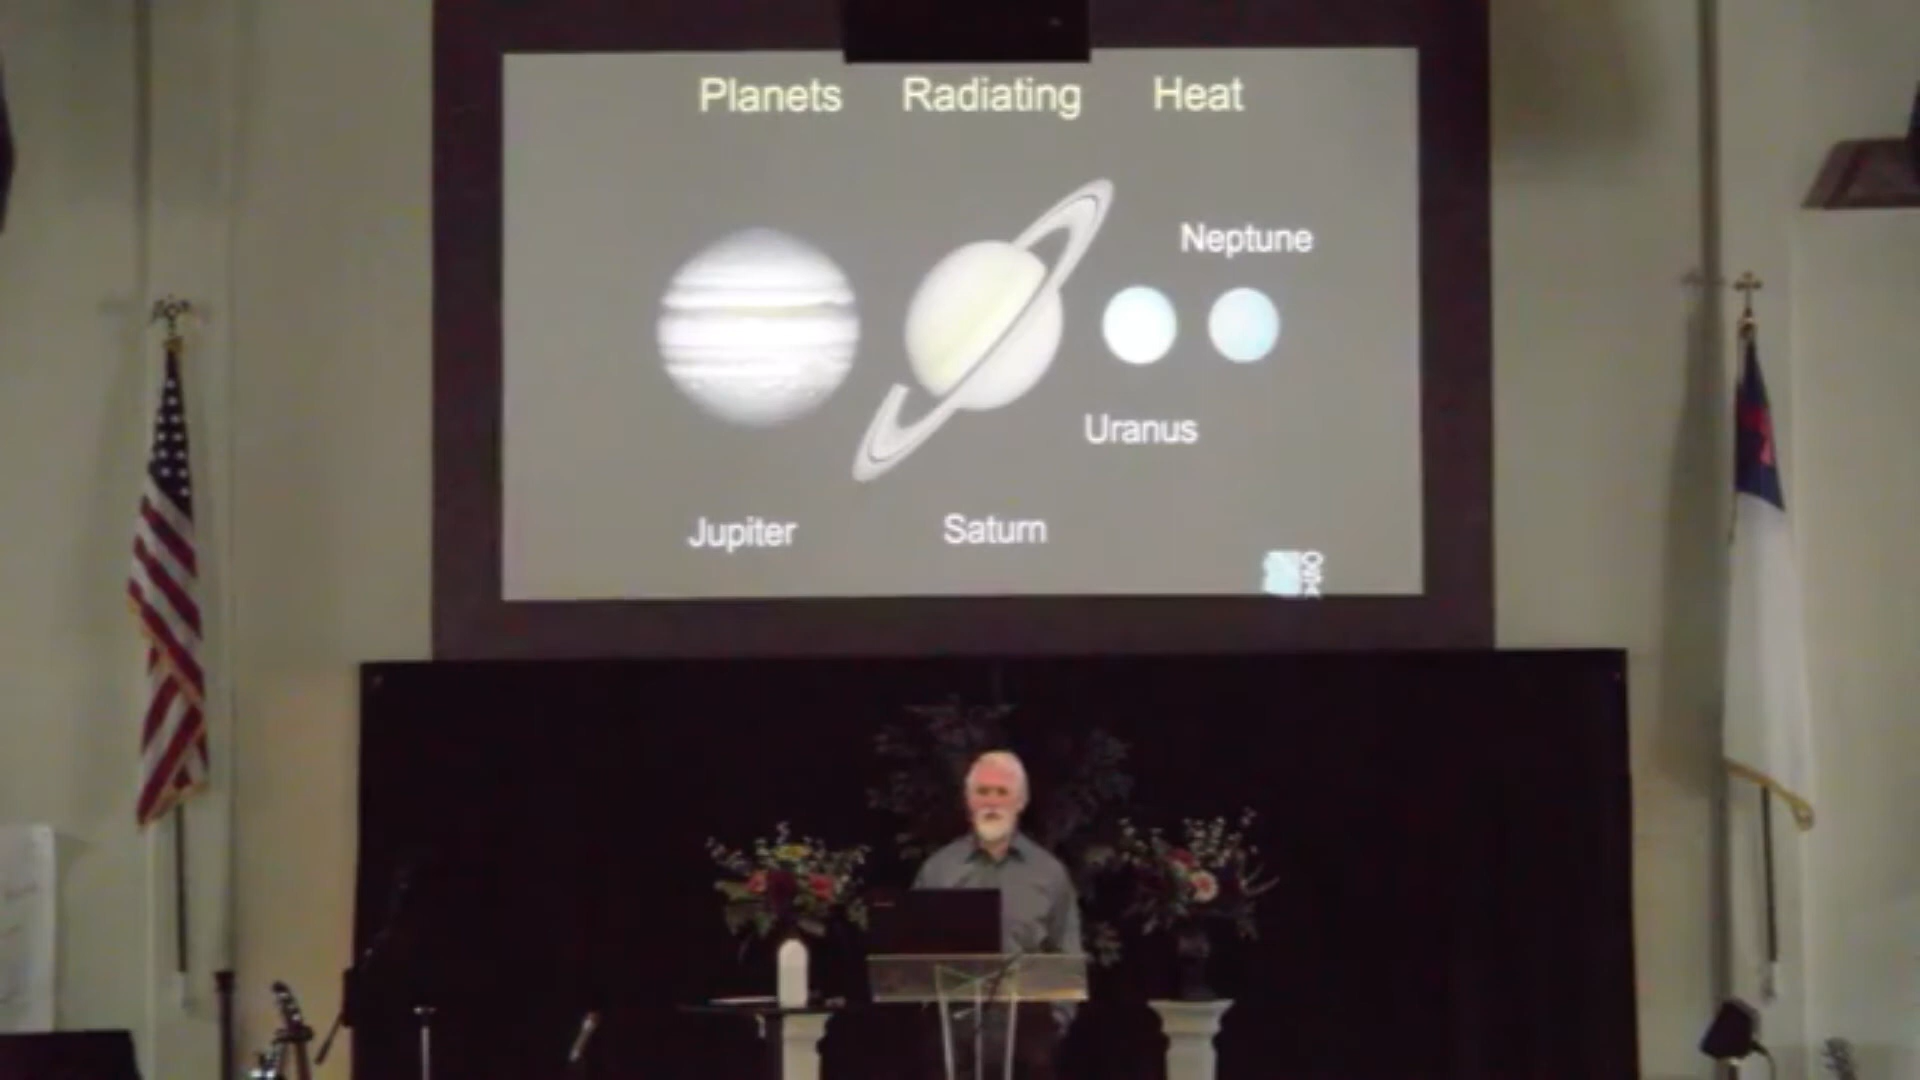 Planets Radiating Heat
Neptune
Uranus
Jupiter
Saturn